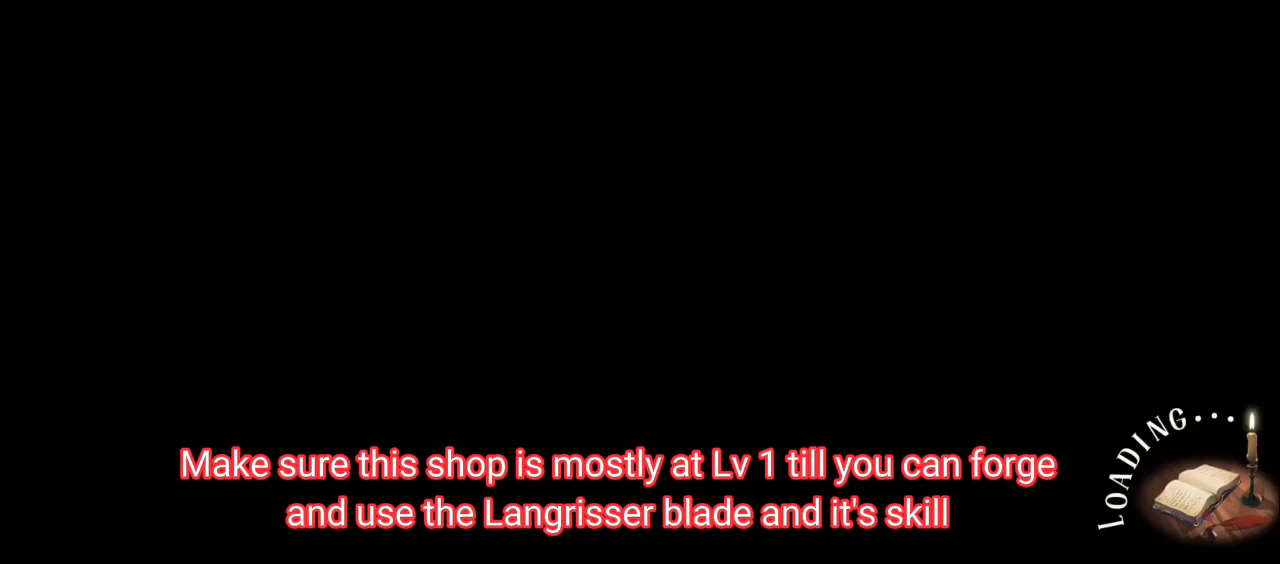 LOADING...
Make sure this shop is mostly at Lv 1 till you can forge
and use the Langrisser blade and it's skill